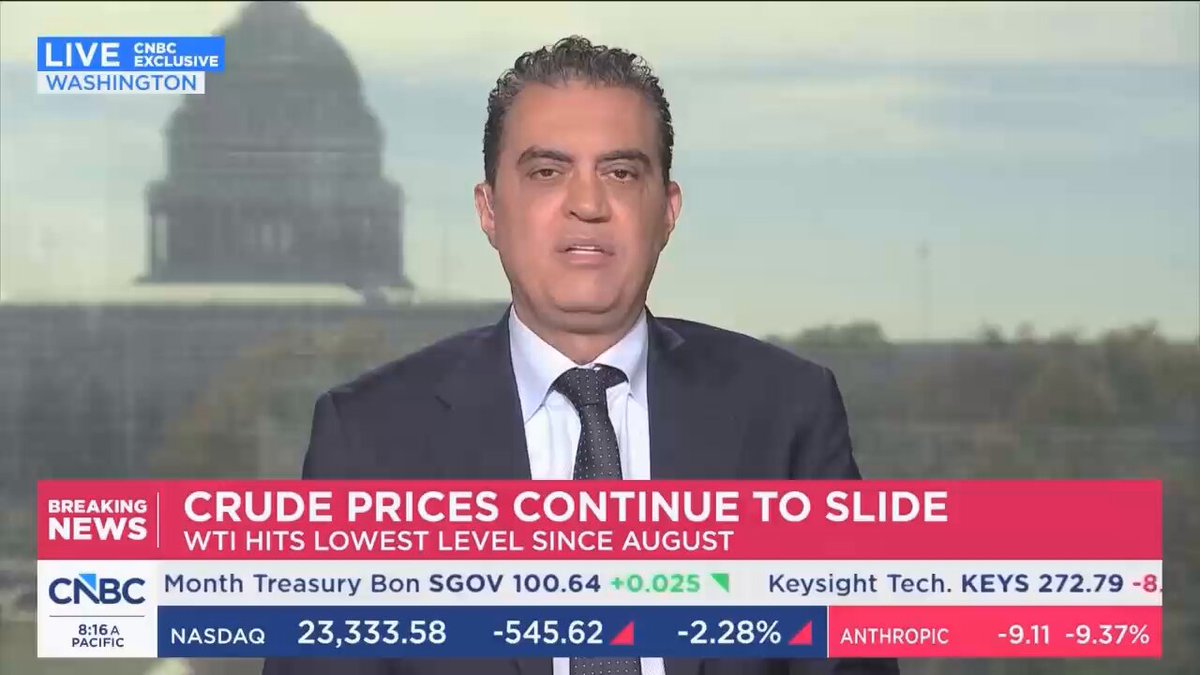 LIVE CNBC EXCLUSIVE
WASHINGTON
BREAKING NEWS
CRUDE PRICES CONTINUE TO SLIDE
WTI HITS LOWEST LEVEL SINCE AUGUST
CNBC
8:16A
PACIFIC
Month Treasury Bon SGOV 100.64 +0.025 Keysight Tech. KEYS 272.79 -8.
NASDAQ 23,333.58 -545.62 -2.28%
ANTHROPIC -9.11 -9.37%